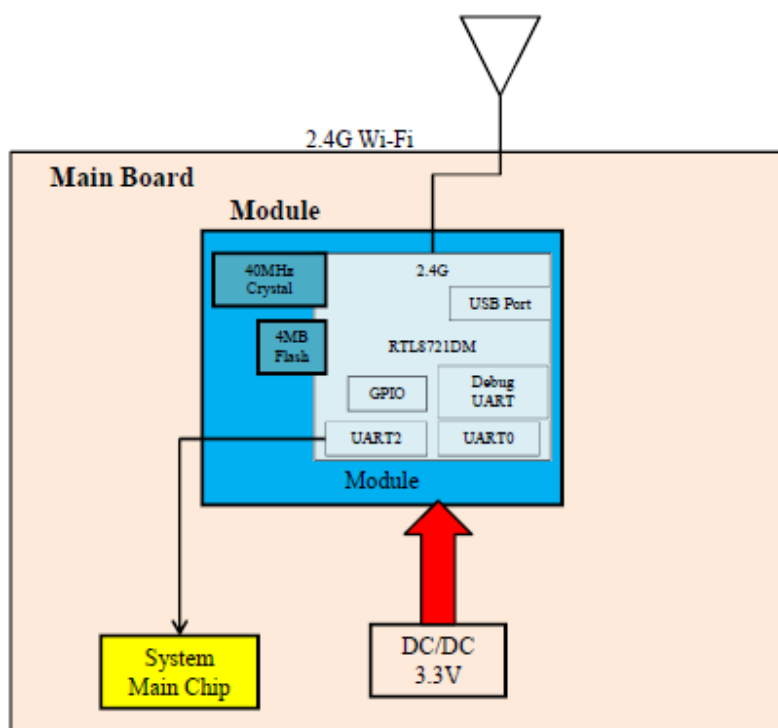 2.4G Wi-Fi
Main Board
Module
40MHz
Crystal
2.4G
USB Port
4MB
Flash
RTL8721DM
GPIO
Debug
UART
UART2
UART0
Module
System
Main Chip
DC/DC
3.3V